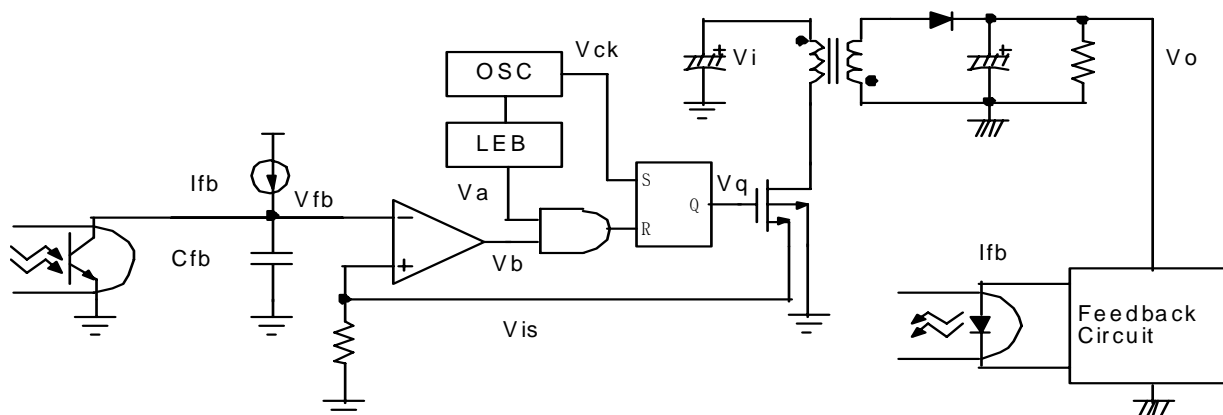 Vck
OSC
LEB
Va
Vi
Vo
Ifb
Vfb
Cfb
−
+
Vb
Vis
S
Q
R
Vq
+
+
Ifb
Feedback
Circuit